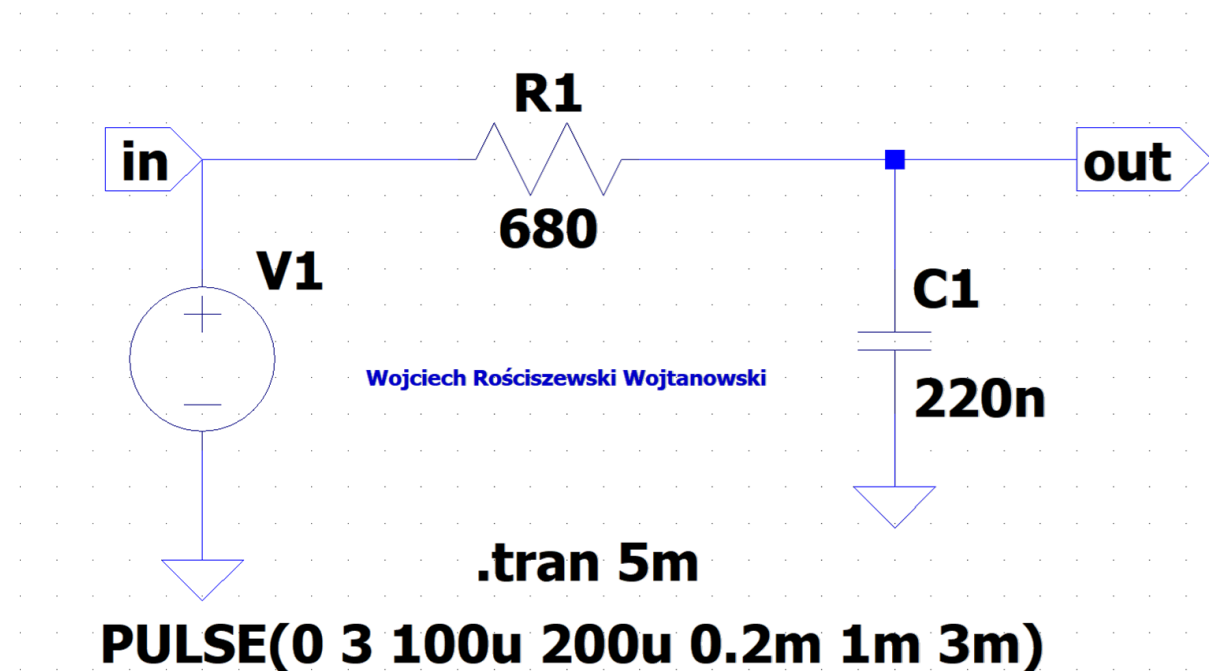 R1
in
out
680
V1
C1
Wojciech Rościszewski Wojtanowski
220n
.tran 5m
PULSE(0 3 100u 200u 0.2m 1m 3m)